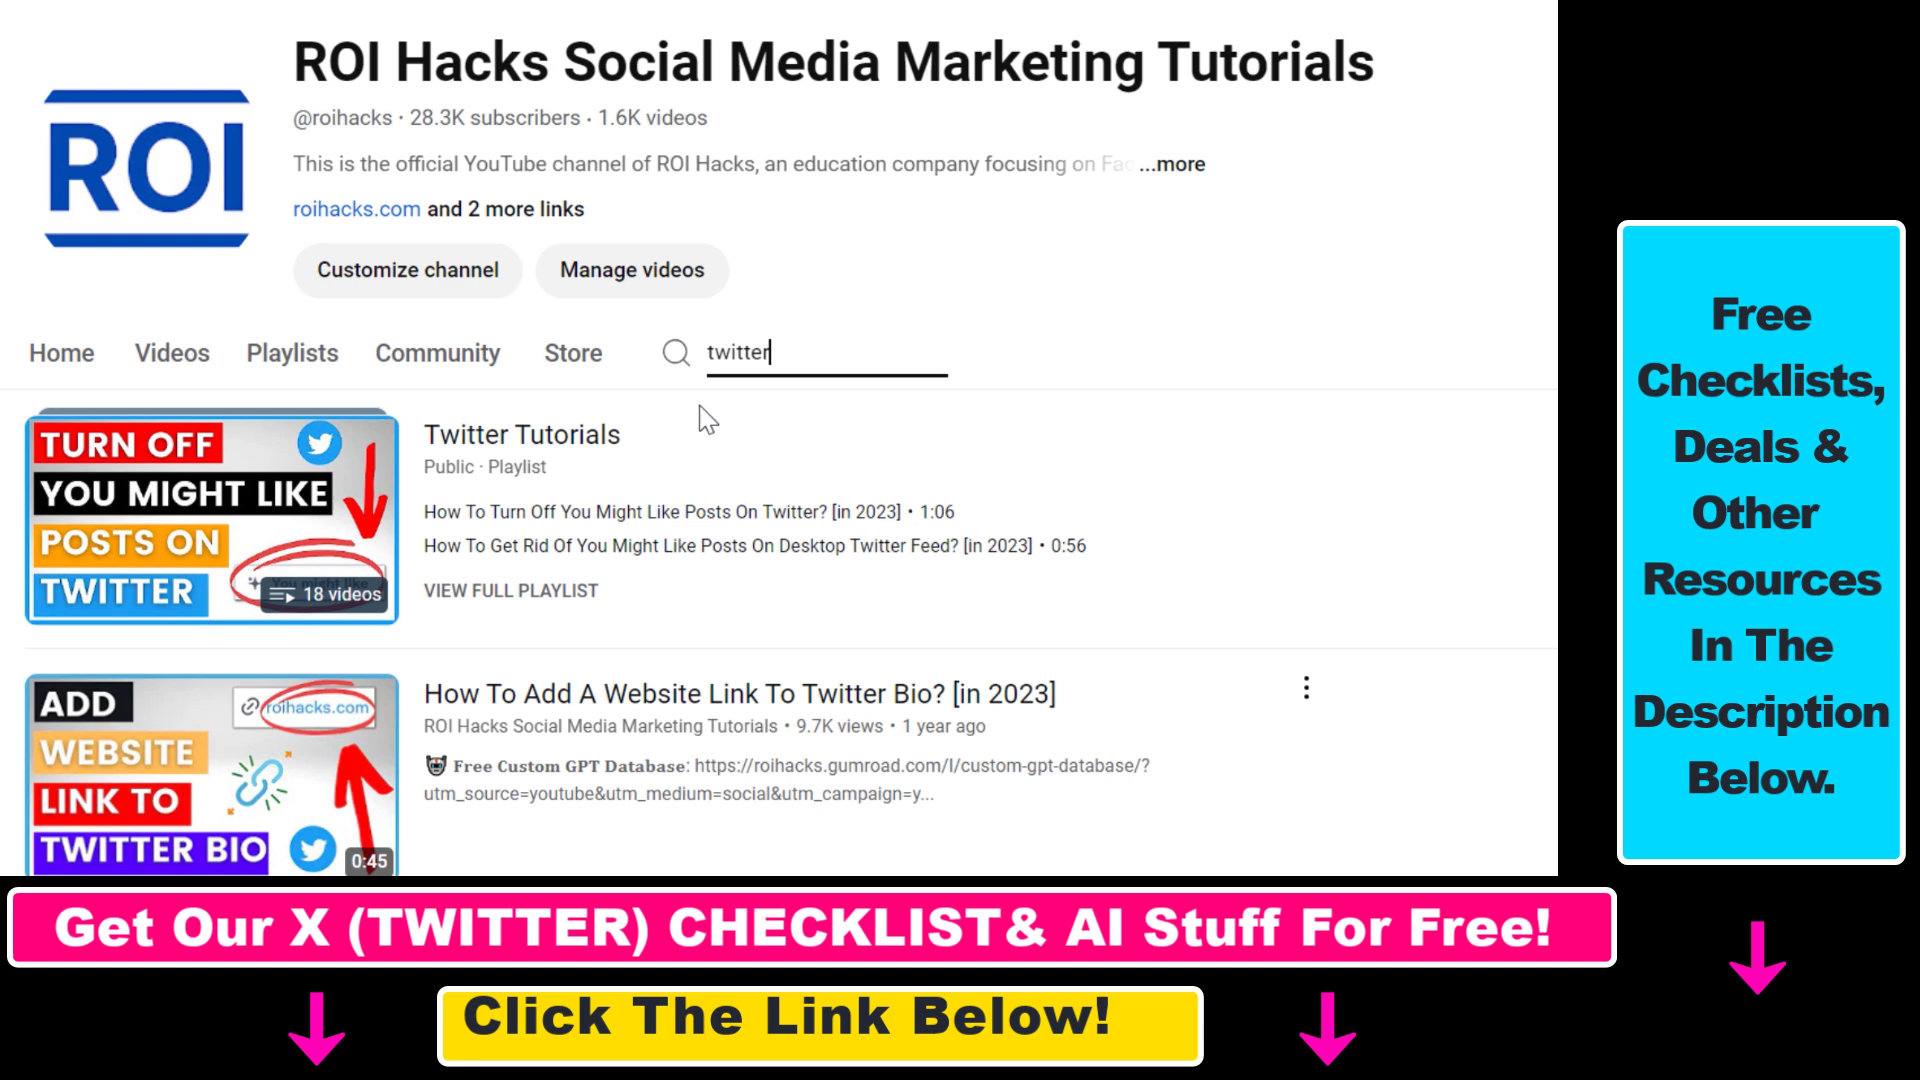 ROI Hacks Social Media Marketing Tutorials
ROI
@roihacks · 28.3K subscribers · 1.6K videos
This is the official YouTube channel of ROI Hacks, an education company focusing on Fac ...more
roihacks.com and 2 more links
Customize channel
Manage videos
Home Videos Playlists Community Store twitter
TURN OFF
YOU MIGHT LIKE
POSTS ON
TWITTER
You might like
18 videos
Twitter Tutorials
Public · Playlist
How To Turn Off You Might Like Posts On Twitter? [in 2023] • 1:06
How To Get Rid Of You Might Like Posts On Desktop Twitter Feed? [in 2023] • 0:56
VIEW FULL PLAYLIST
ADD
WEBSITE
LINK TO
TWITTER BIO
roihacks.com
0:45
How To Add A Website Link To Twitter Bio? [in 2023]
ROI Hacks Social Media Marketing Tutorials • 9.7K views • 1 year ago
Free Custom GPT Database: https://roihacks.gumroad.com/l/custom-gpt-database/?
utm_source=youtube&utm_medium=social&utm_campaign=y...
Free
Checklists,
Deals &
Other
Resources
In The
Description
Below.
Get Our X (TWITTER) CHECKLIST& AI Stuff For Free!
Click The Link Below!